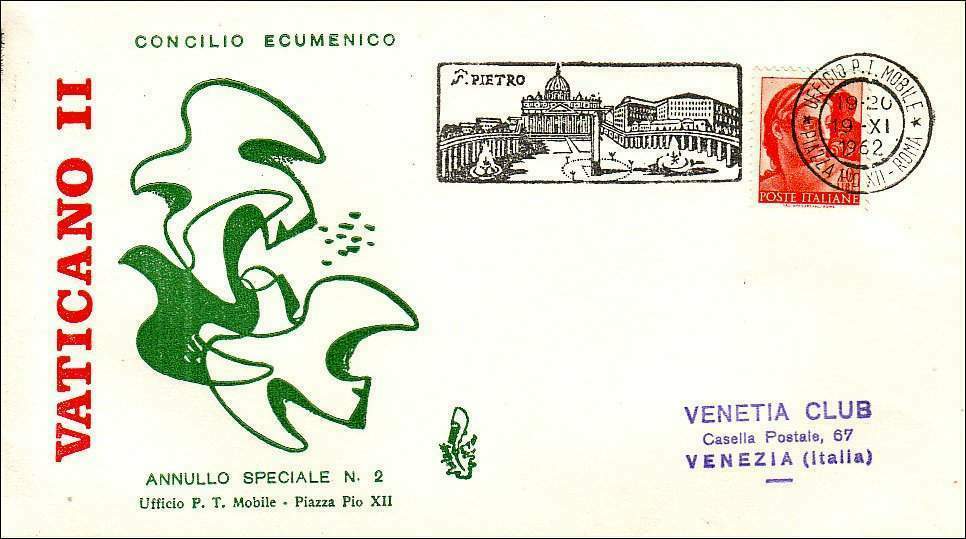 CONCILIO ECUMENICO
VATICANO II
S. PIETRO
UFFICIO P. T. MOBILE
19-20
19-XI
1962
PIAZZA PIO XII - ROMA
POSTE ITALIANE
VENETIA CLUB
Casella Postale, 67
VENEZIA (Italia)
ANNULLO SPECIALE N. 2
Ufficio P. T. Mobile - Piazza Pio XII